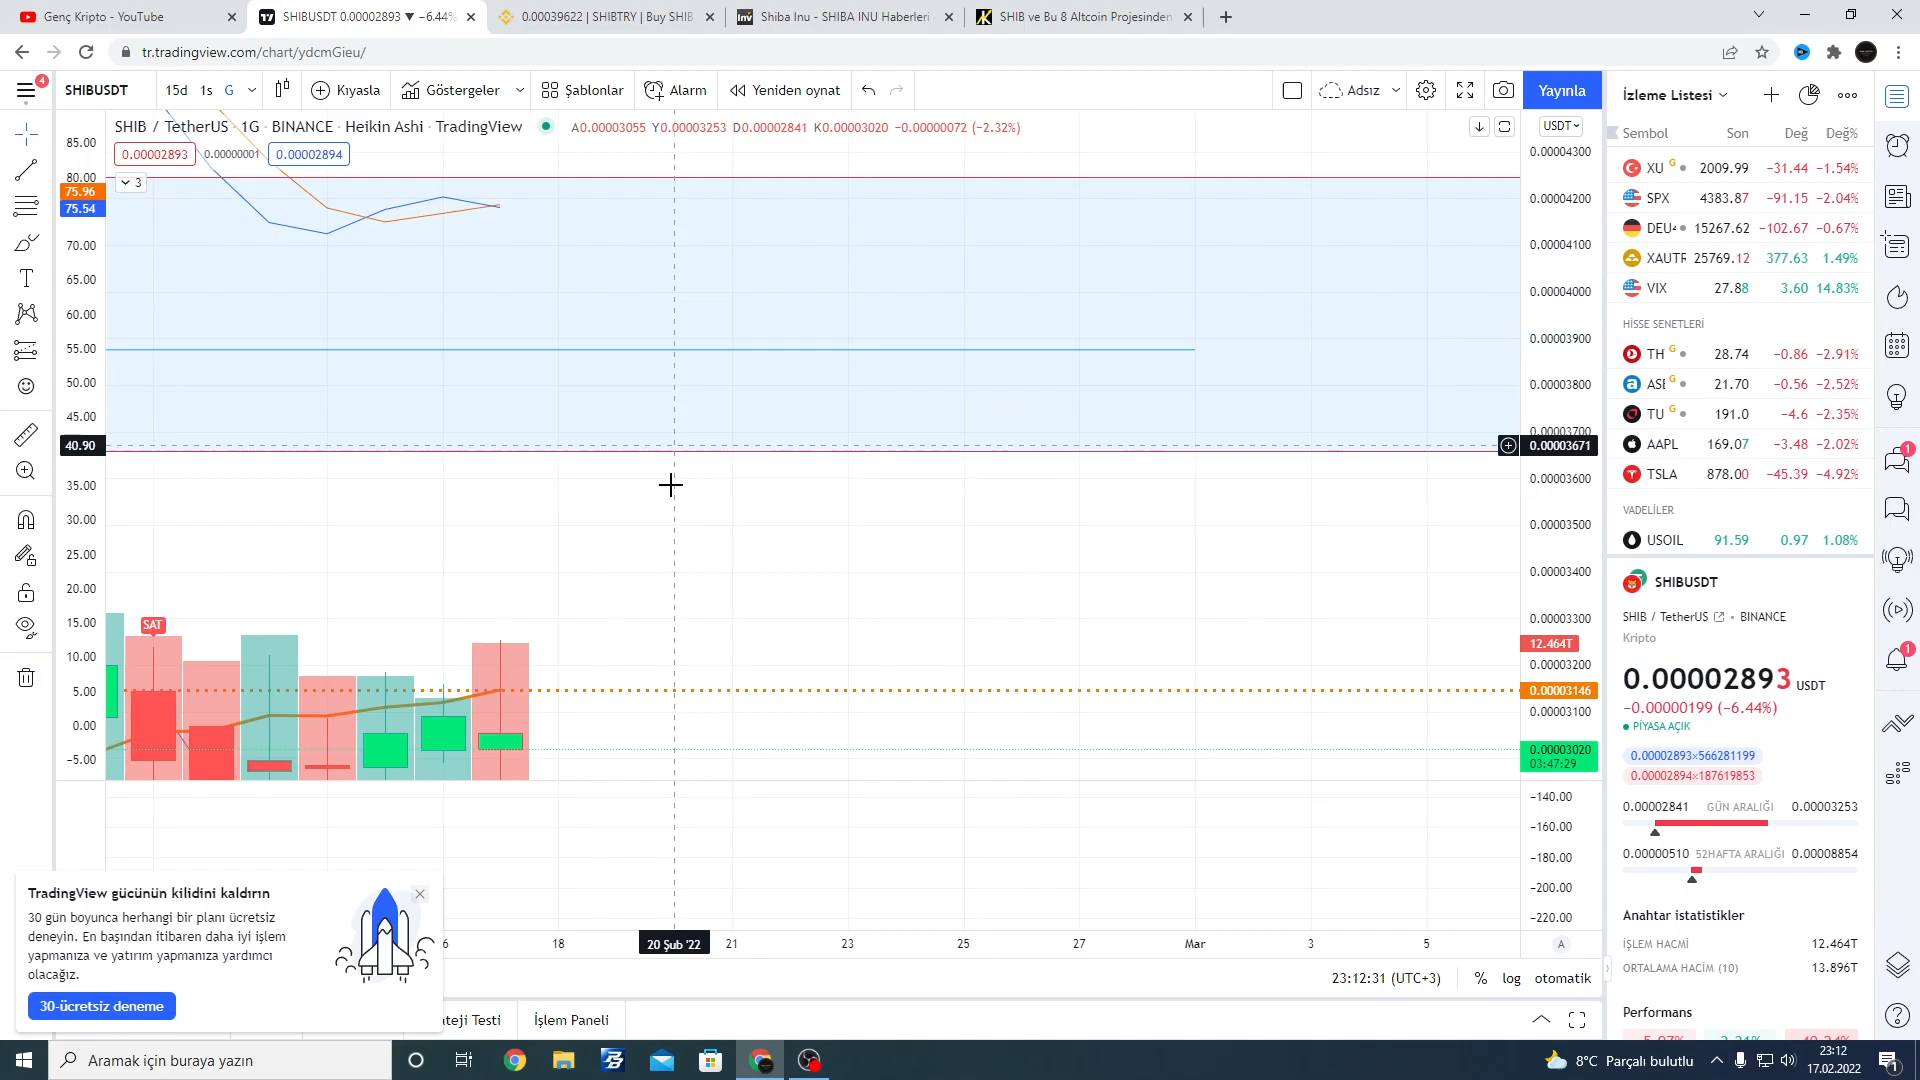 Genç Kripto - YouTube
SHIBUSDT 0.00002893 ▼ −6.44%
0.00039622 | SHIBTRY | Buy SHIB
Shiba Inu - SHIBA INU Haberleri
SHIB ve Bu 8 Altcoin Projesinden
tr.tradingview.com/chart/ydcmGieu/
4
SHIBUSDT
15d 1s G
Kıyasla
Göstergeler
Şablonlar
Alarm
Yeniden oynat
Adsız
Yayınla
SHIB / TetherUS · 1G · BINANCE · Heikin Ashi · TradingView
A0.00003055 Y0.00003253 D0.00002841 K0.00003020 −0.00000072 (−2.32%)
0.00002893 0.00000001 0.00002894
3
85.00
80.00
75.96
75.54
70.00
65.00
60.00
55.00
50.00
45.00
40.90
35.00
30.00
25.00
20.00
15.00
10.00
5.00
0.00
−5.00
SAT
USDT
0.00004300
0.00004200
0.00004100
0.00004000
0.00003900
0.00003800
0.00003700
0.00003671
0.00003600
0.00003500
0.00003400
0.00003300
12.464T
0.00003200
0.00003146
0.00003100
0.00003020
03:47:29
−140.00
−160.00
−180.00
−200.00
−220.00
6 18 20 Şub '22 21 23 25 27 Mar 3 5 A
23:12:31 (UTC+3) % log otomatik
TradingView gücünün kilidini kaldırın
30 gün boyunca herhangi bir planı ücretsiz
deneyin. En başından itibaren daha iyi işlem
yapmanıza ve yatırım yapmanıza yardımcı
olacağız.
30-ücretsiz deneme
ateji Testi
İşlem Paneli
İzleme Listesi
Sembol Son Değ Değ%
XU G 2009.99 −31.44 −1.54%
SPX 4383.87 −91.15 −2.04%
DEU4 15267.62 −102.67 −0.67%
XAUTR 25769.12 377.63 1.49%
VIX 27.88 3.60 14.83%
HİSSE SENETLERİ
TH G 28.74 −0.86 −2.91%
ASE G 21.70 −0.56 −2.52%
TU G 191.0 −4.6 −2.35%
AAPL 169.07 −3.48 −2.02%
TSLA 878.00 −45.39 −4.92%
VADELİLER
USOIL 91.59 0.97 1.08%
SHIBUSDT
SHIB / TetherUS • BINANCE
Kripto
0.00002893 USDT
−0.00000199 (−6.44%)
PİYASA AÇIK
0.00002893×566281199
0.00002894×187619853
0.00002841 GÜN ARALIĞI 0.00003253
0.00000510 52HAFTA ARALIĞI 0.00008854
Anahtar istatistikler
İŞLEM HACMİ 12.464T
ORTALAMA HACİM (10) 13.896T
Performans
1
1
Aramak için buraya yazın
8°C Parçalı bulutlu
23:12
17.02.2022
1